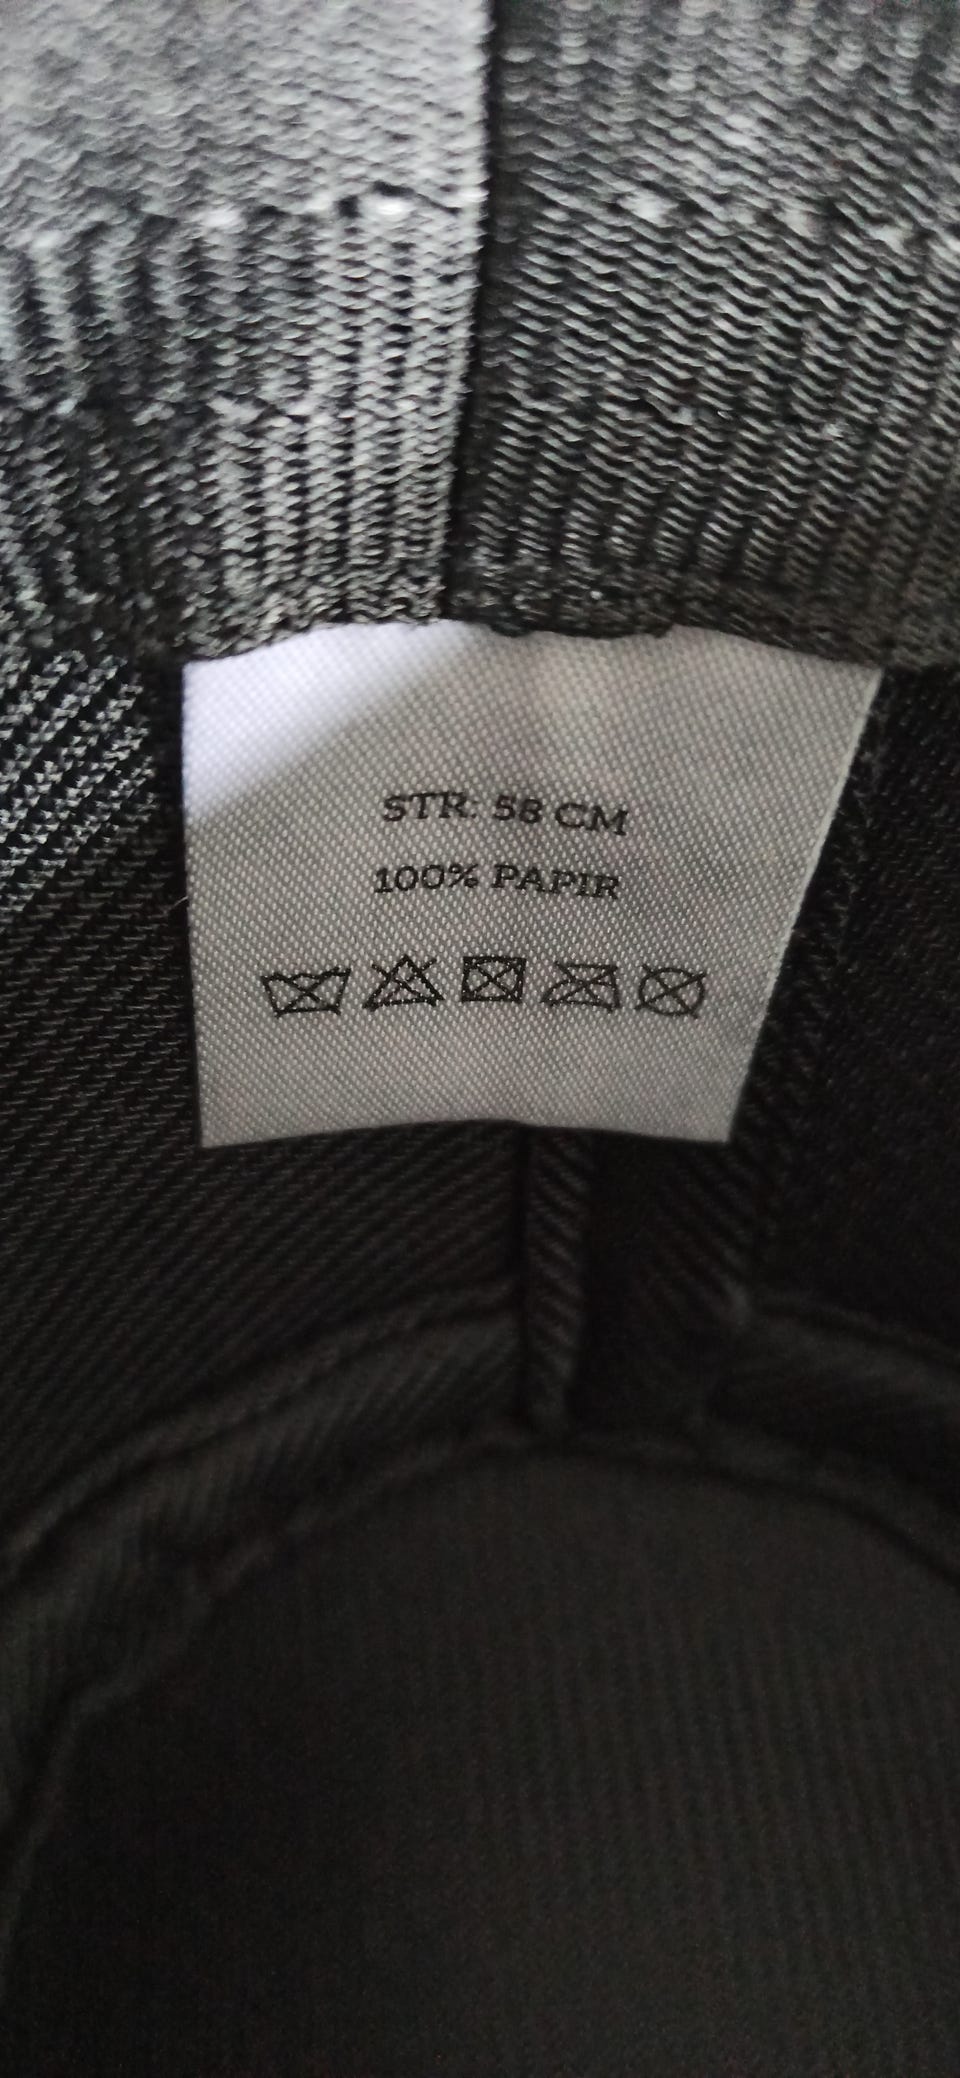 STR: 58 CM
100% PAPIR